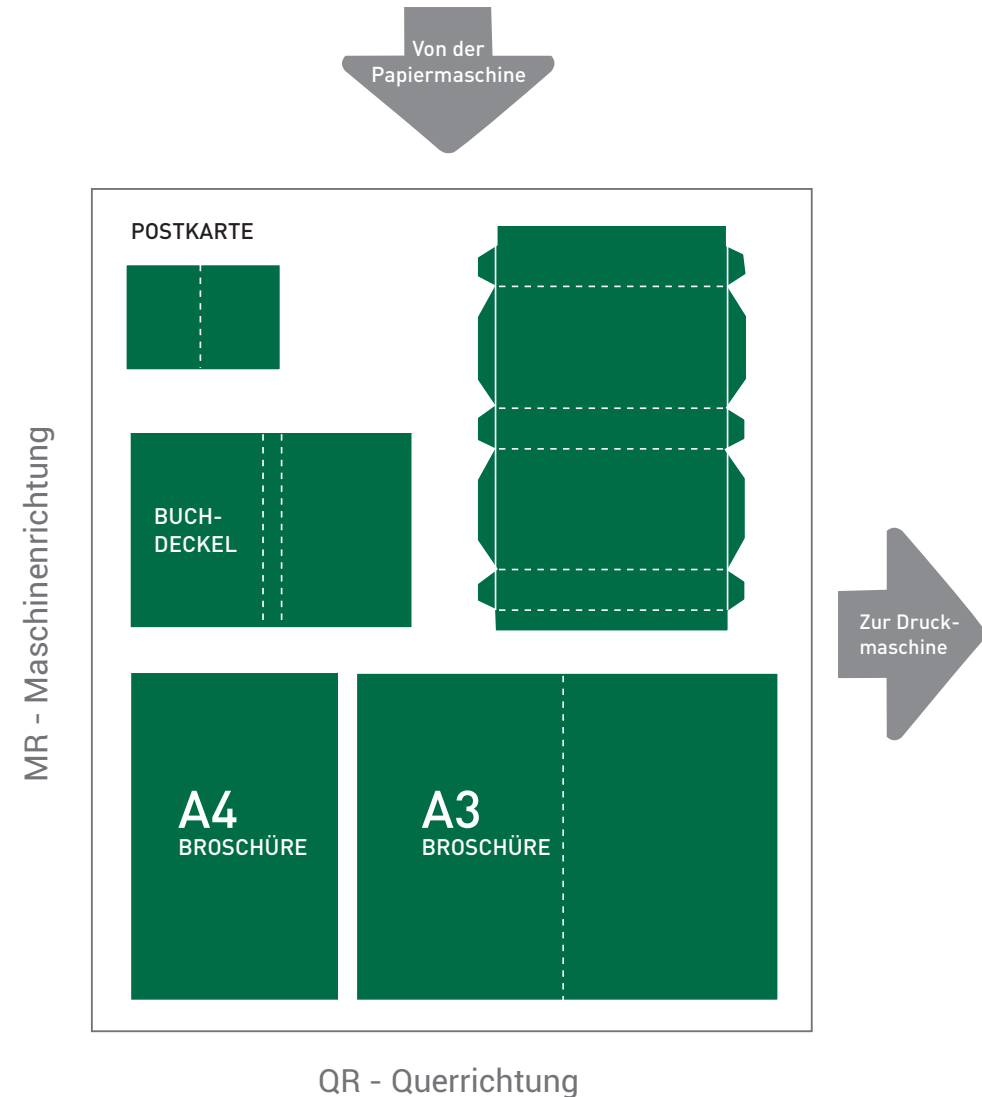 Von der
Papiermaschine
POSTKARTE
BUCH-
DECKEL
MR - Maschinenrichtung
Zur Druck-
maschine
A4
BROSCHÜRE
A3
BROSCHÜRE
QR - Querrichtung